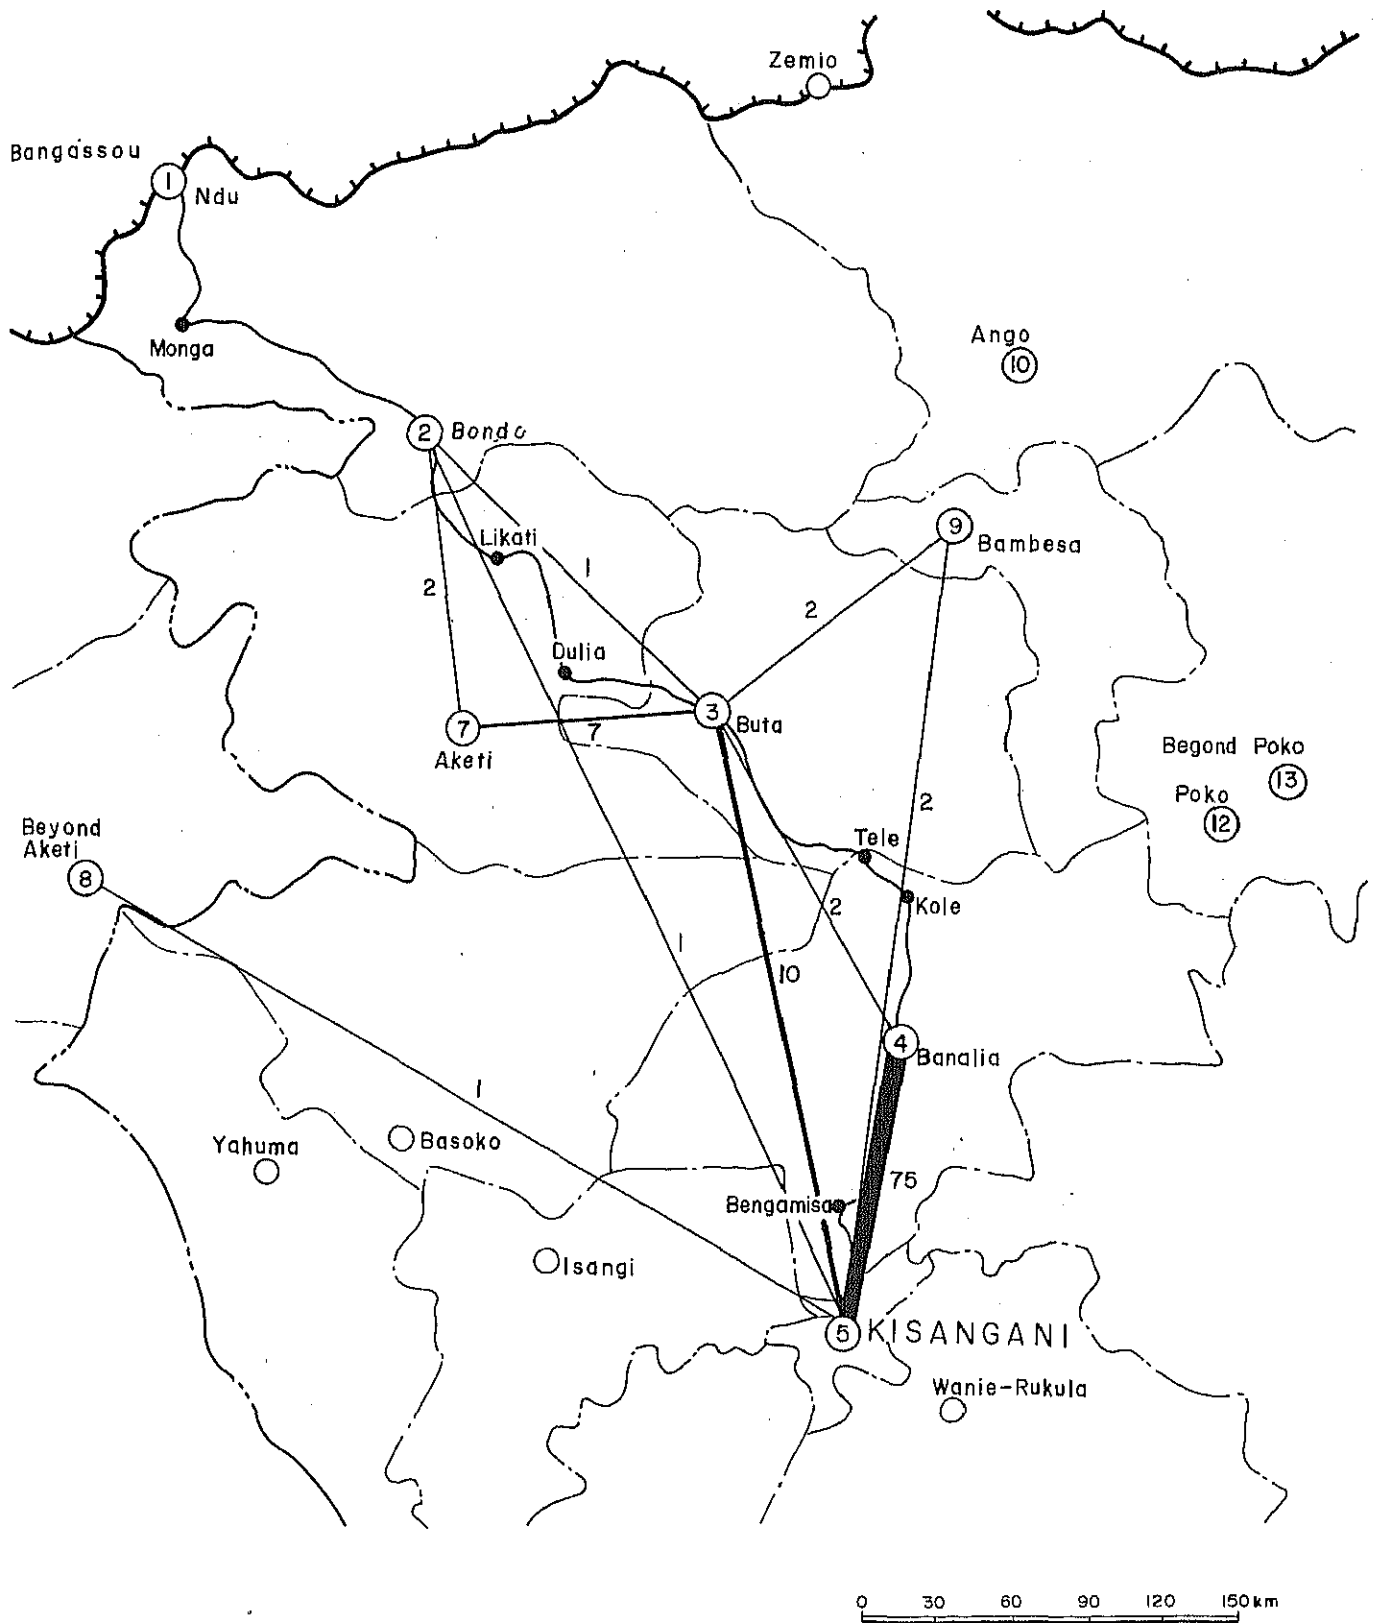 Zemio
Bangassou
1
Ndu
Monga
Ango
10
2
Bondo
9
Bambesa
Likati
1
2
2
Dulia
3
Buta
7
7
Aketi
Begond Poko
13
Poko
12
2
Beyond
Aketi
8
Tele
Kole
2
1
10
4
Banalia
1
Basoko
Yahuma
75
Bengamisa
Isangi
5
KISANGANI
Wanie-Rukula
0 30 60 90 120 150 km